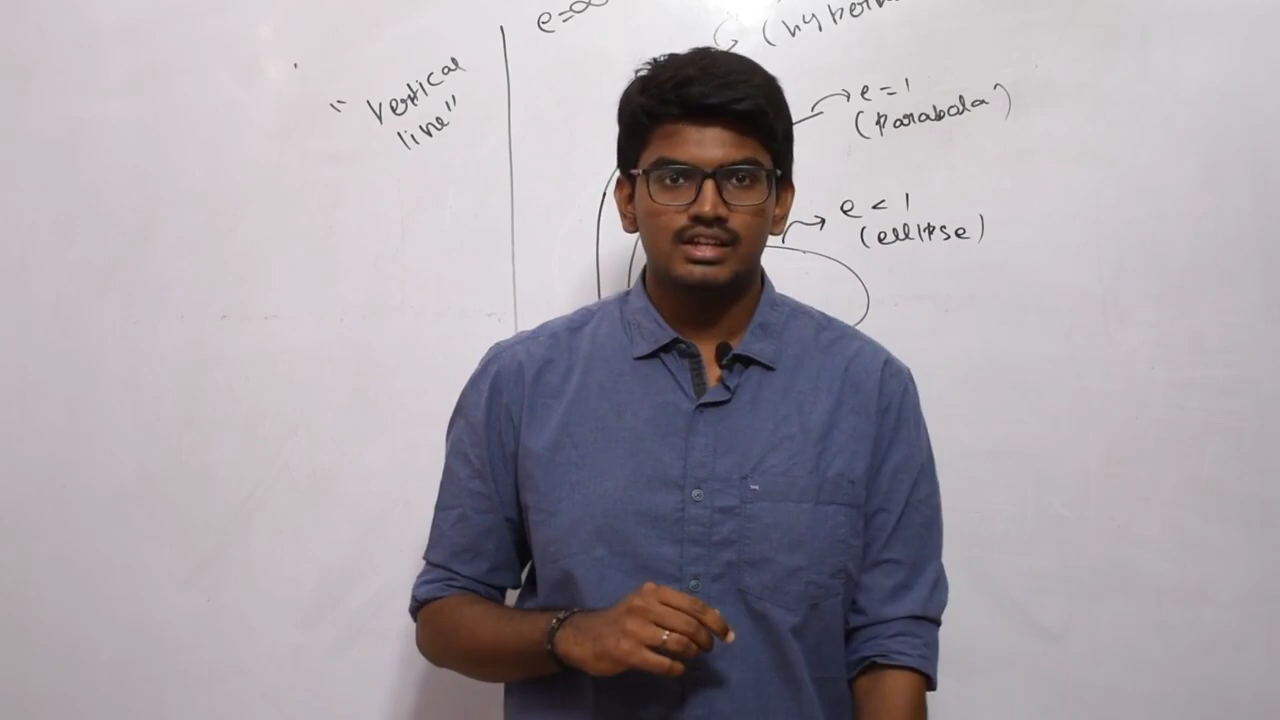 e=∞
"Vertical
line"
e=1
(Parabola)
e<1
(ellipse)